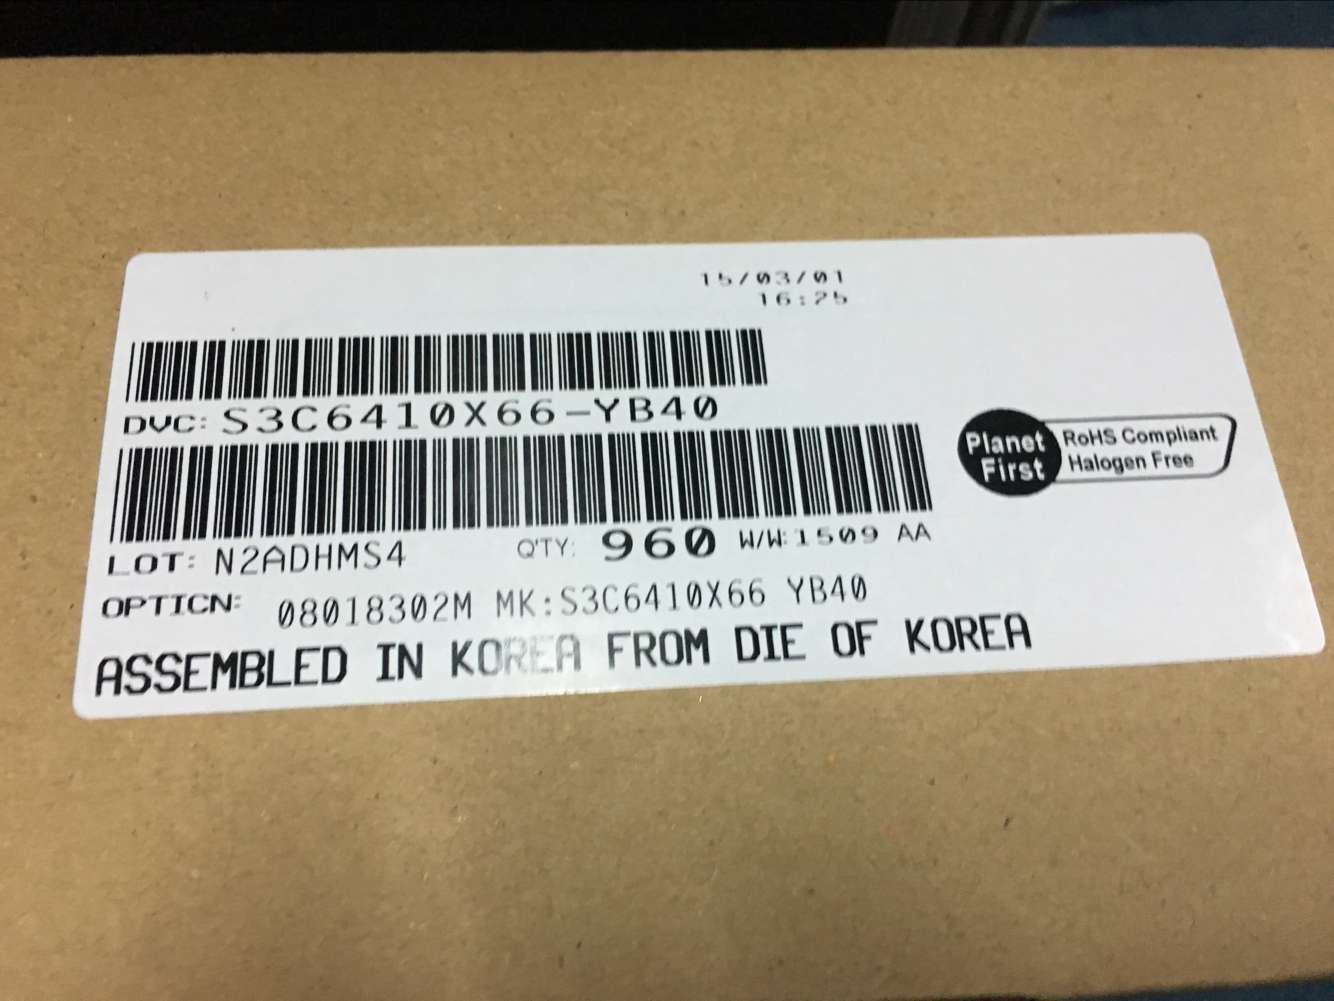 15/03/01
16:25
DVC: S3C6410X66-YB40
Planet First
RoHS Compliant
Halogen Free
LOT: N2ADHMS4 Q'TY: 960 W/W:1509 AA
OPTION: 08018302M MK:S3C6410X66 YB40
ASSEMBLED IN KOREA FROM DIE OF KOREA